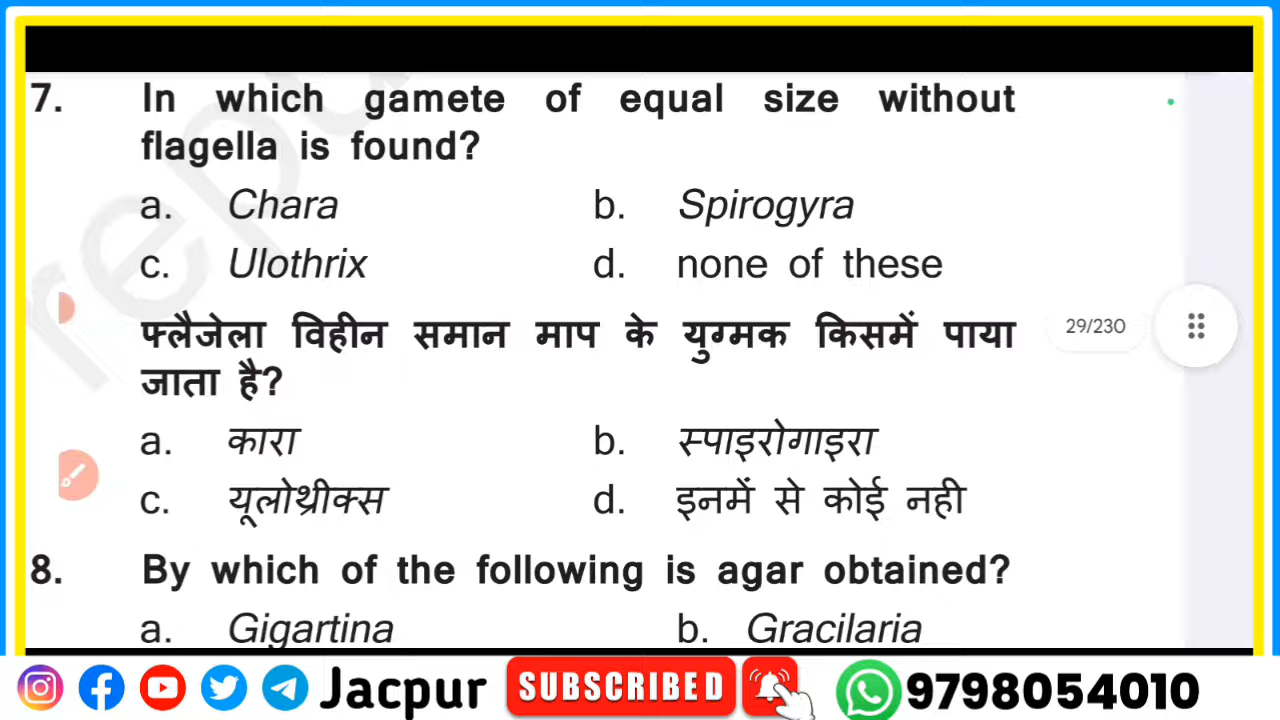 7. In which gamete of equal size without
flagella is found?
a. Chara b. Spirogyra
c. Ulothrix d. none of these
फ्लैजेला विहीन समान माप के युग्मक किसमें पाया
जाता है?
29/230
a. कारा b. स्पाइरोगाइरा
c. यूलोथ्रीक्स d. इनमें से कोई नही
8. By which of the following is agar obtained?
a. Gigartina b. Gracilaria
Jacpur SUBSCRIBED 9798054010